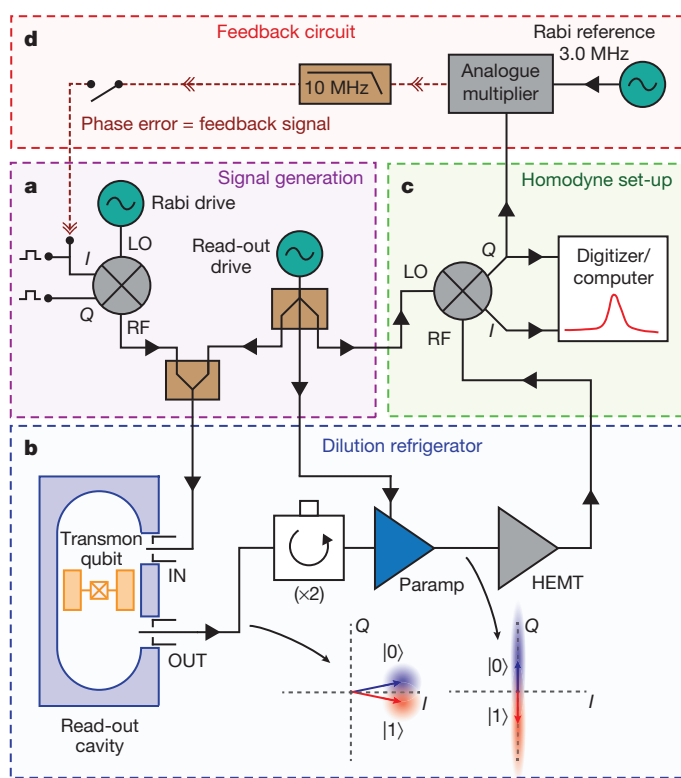 d
Feedback circuit
Rabi reference
3.0 MHz
Analogue
multiplier
10 MHz
Phase error = feedback signal
a
Signal generation
Rabi drive
LO
I
Q
RF
Read-out
drive
c
Homodyne set-up
LO
Q
I
RF
Digitizer/
computer
b
Dilution refrigerator
Transmon
qubit
IN
OUT
Read-out
cavity
(×2)
Paramp
HEMT
Q
|0⟩
I
|1⟩
Q
|0⟩
I
|1⟩